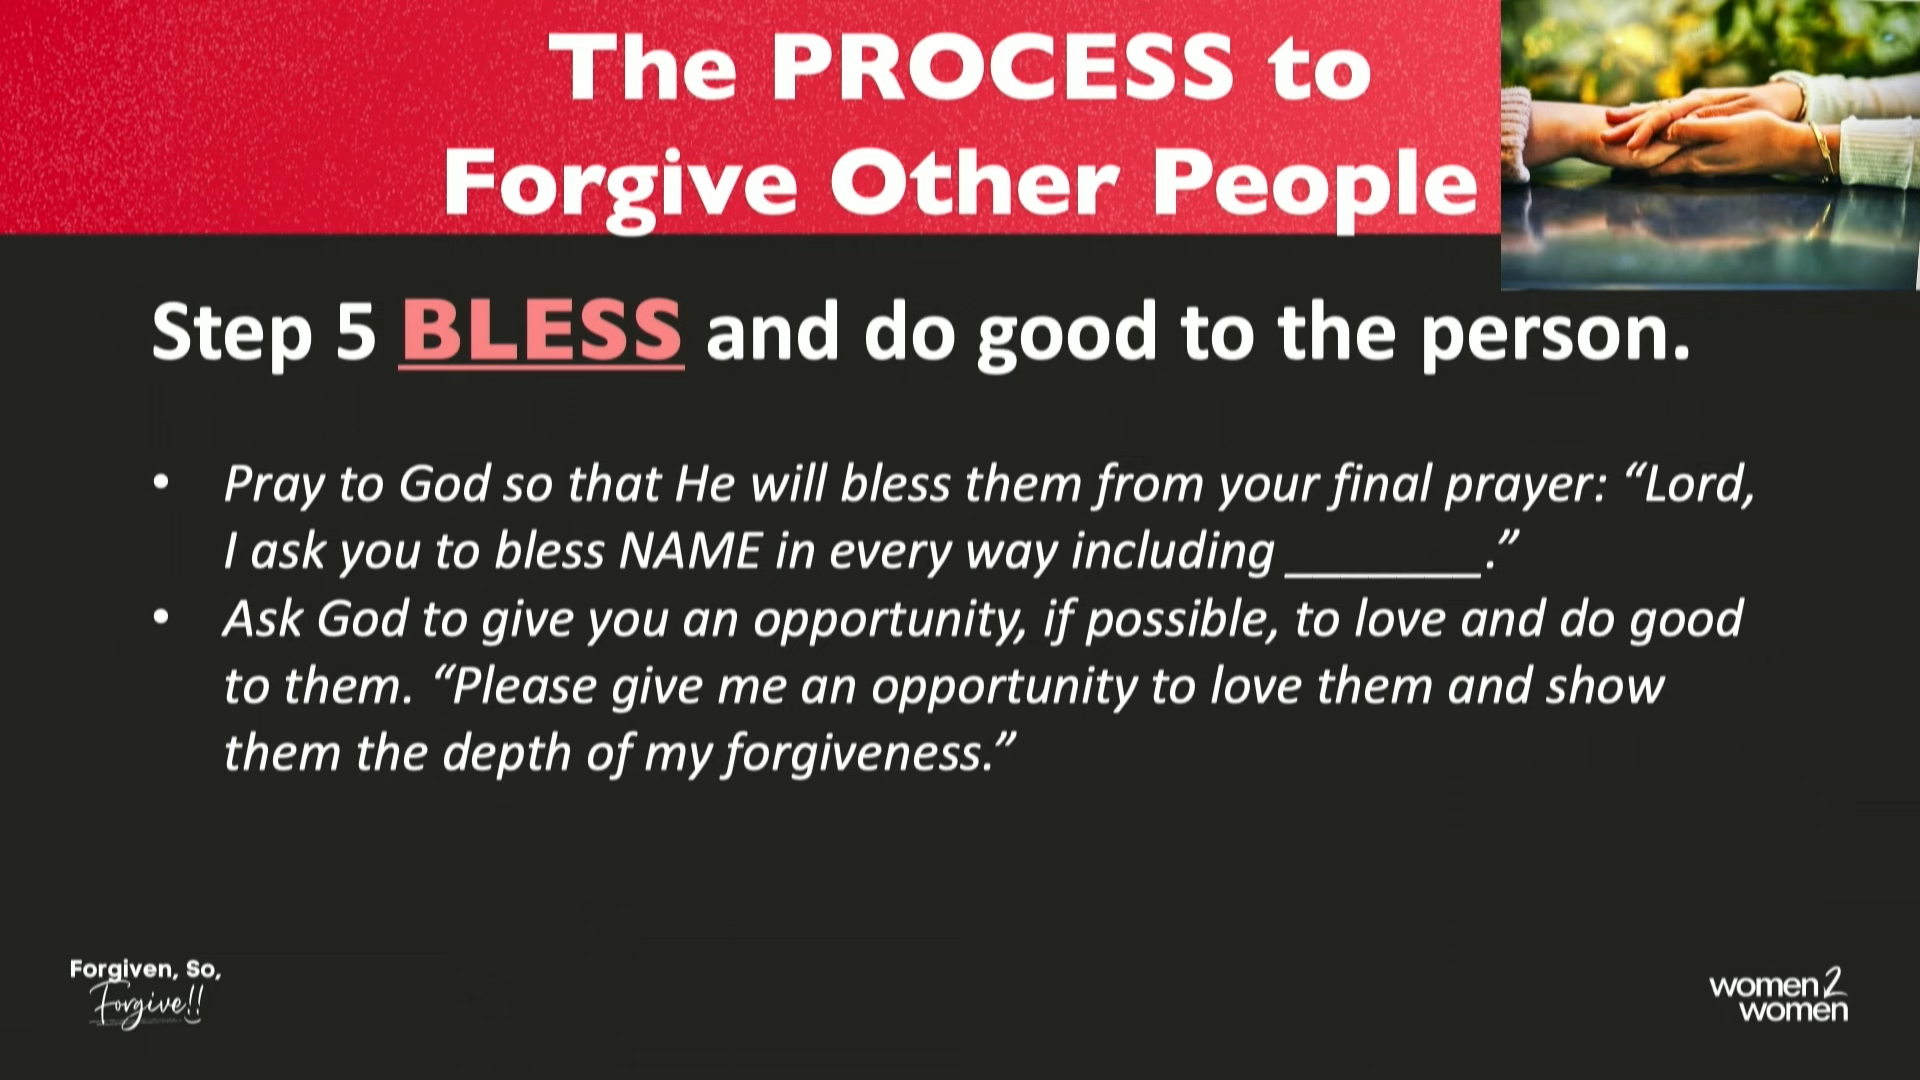 The PROCESS to
Forgive Other People
Step 5 BLESS and do good to the person.
• Pray to God so that He will bless them from your final prayer: “Lord,
I ask you to bless NAME in every way including _______.”
• Ask God to give you an opportunity, if possible, to love and do good
to them. “Please give me an opportunity to love them and show
them the depth of my forgiveness.”
Forgiven, So,
Forgive!!
women2
women